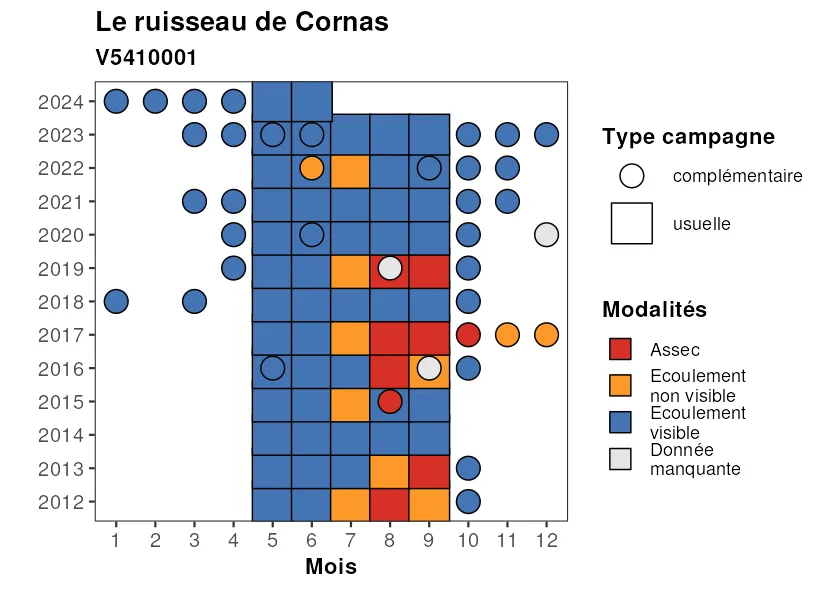 Le ruisseau de Cornas
V5410001
2024
2023
2022
2021
2020
2019
2018
2017
2016
2015
2014
2013
2012
1 2 3 4 5 6 7 8 9 10 11 12
Mois
Type campagne
complémentaire
usuelle
Modalités
Assec
Ecoulement
non visible
Ecoulement
visible
Donnée
manquante